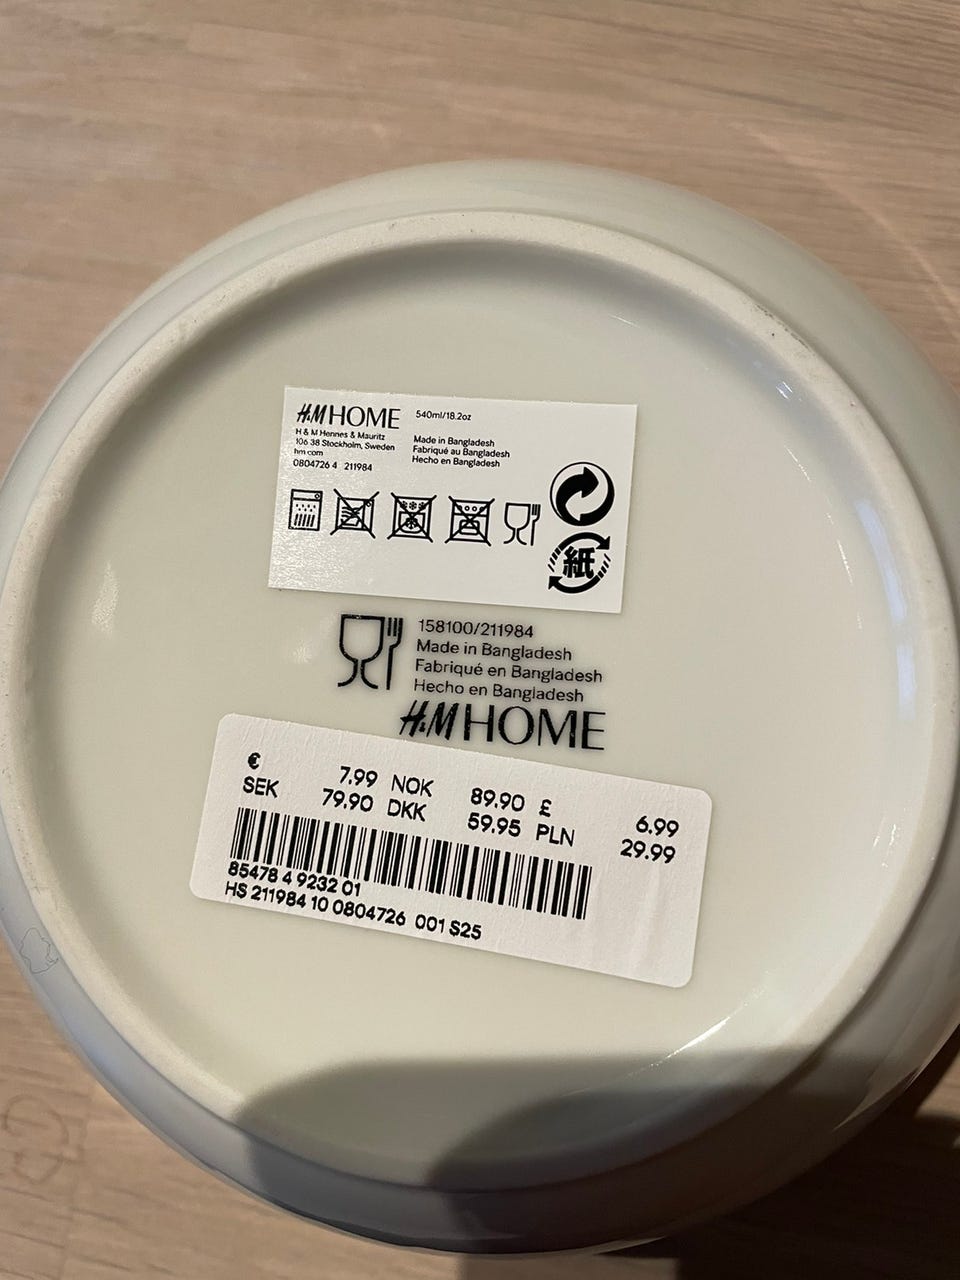 H&M HOME
540ml/18.2oz
H & M Hennes & Mauritz
106 38 Stockholm, Sweden
hm.com
0804726 4 211984
Made in Bangladesh
Fabriqué au Bangladesh
Hecho en Bangladesh
紙
158100/211984
Made in Bangladesh
Fabriqué en Bangladesh
Hecho en Bangladesh
H&M HOME
€ 7.99 NOK 89.90 £ 6.99
SEK 79.90 DKK 59.95 PLN 29.99
85478 4 9232 01
HS 211984 10 0804726 001 S25